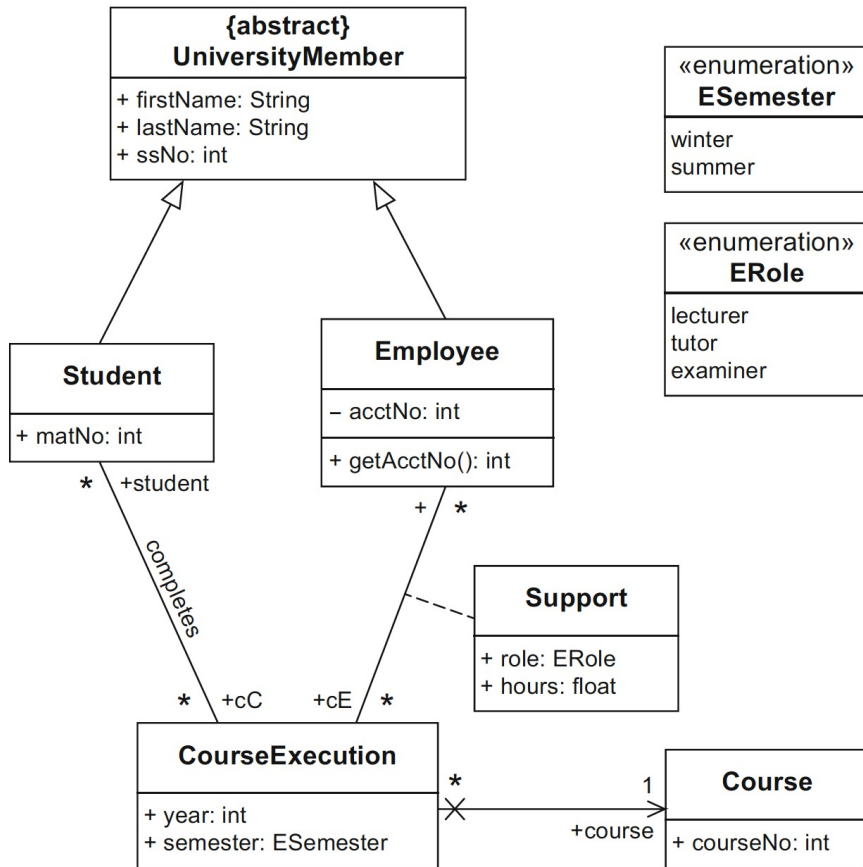 {abstract}
UniversityMember
+ firstName: String
+ lastName: String
+ ssNo: int
«enumeration»
ESemester
winter
summer
«enumeration»
ERole
lecturer
tutor
examiner
Student
+ matNo: int
Employee
– acctNo: int
+ getAcctNo(): int
* +student
+ *
completes
Support
+ role: ERole
+ hours: float
* +cC
+cE *
CourseExecution
+ year: int
+ semester: ESemester
*
1
+course
Course
+ courseNo: int